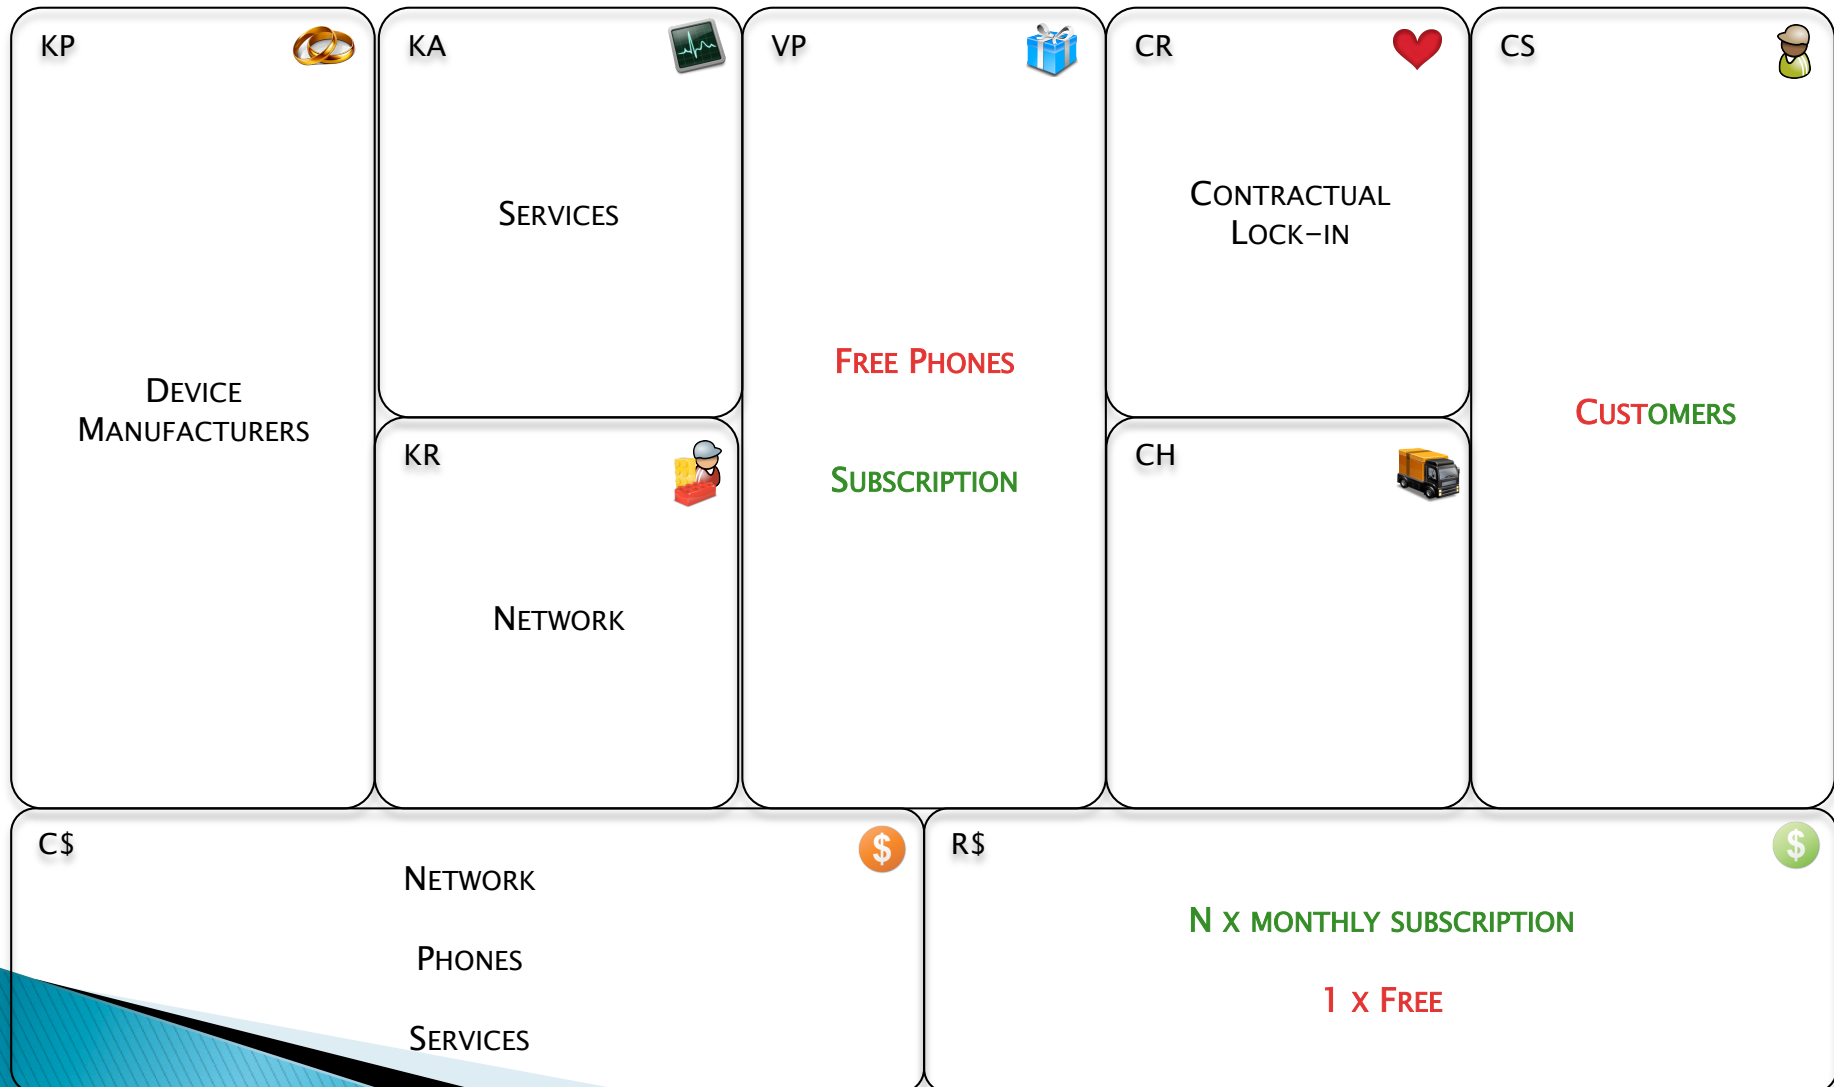 KP
Device
Manufacturers
KA
Services
KR
Network
VP
Free Phones
Subscription
CR
Contractual
Lock-in
CH
CS
Customers
C$
Network
Phones
Services
R$
N x monthly subscription
1 x Free